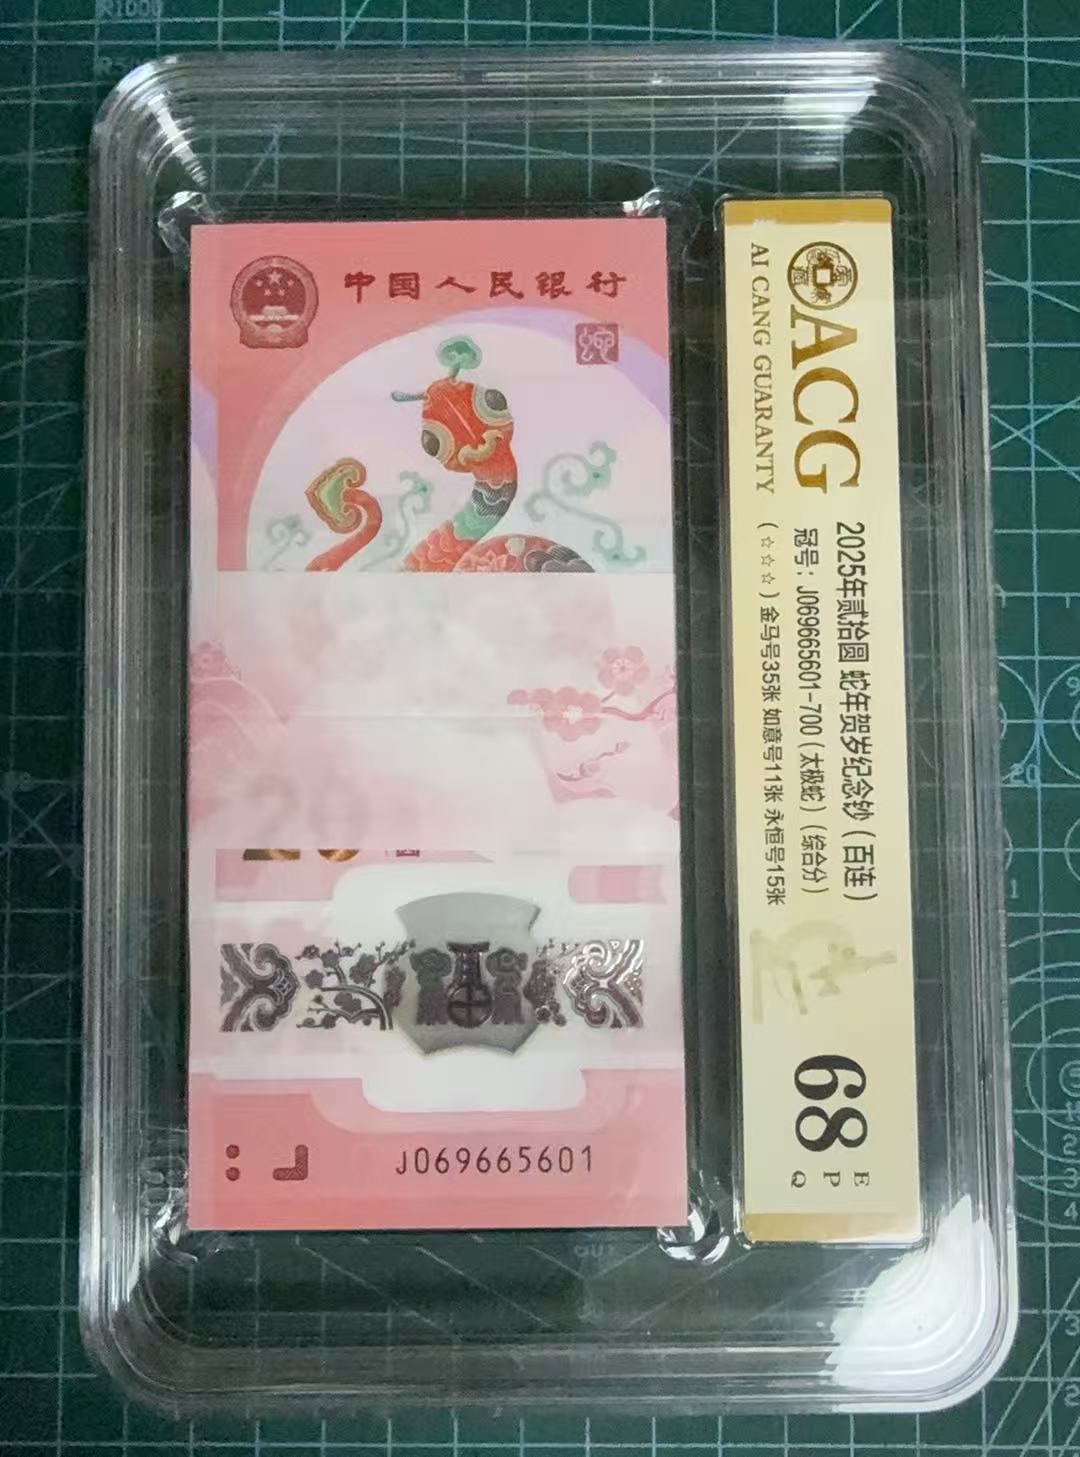 中国人民银行
20
J069665601
ACG
AI CANG GUARANTY
2025年贰拾圆 蛇年贺岁纪念钞（百连）
冠号：J069665601-700（太极蛇）（综合分）
（☆☆☆）金马号35张 如意号11张 永恒号15张
68
E
P
Q